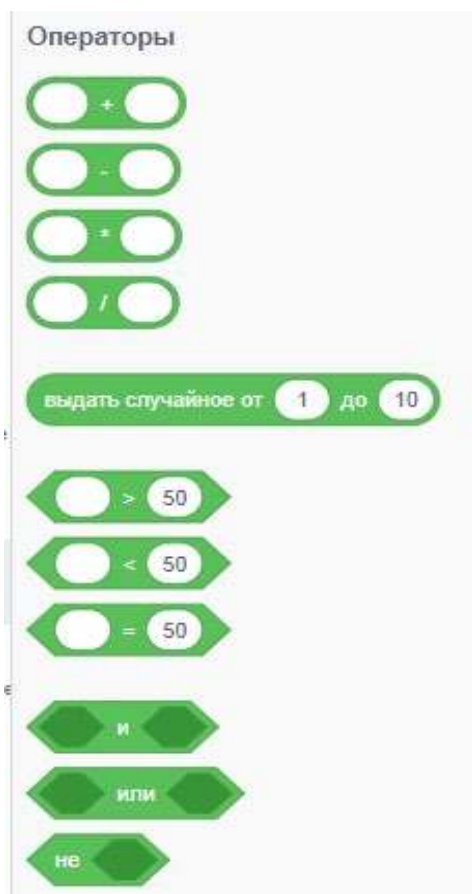 Операторы
+
-
*
/
выдать случайное от 1 до 10
> 50
< 50
= 50
и
или
не